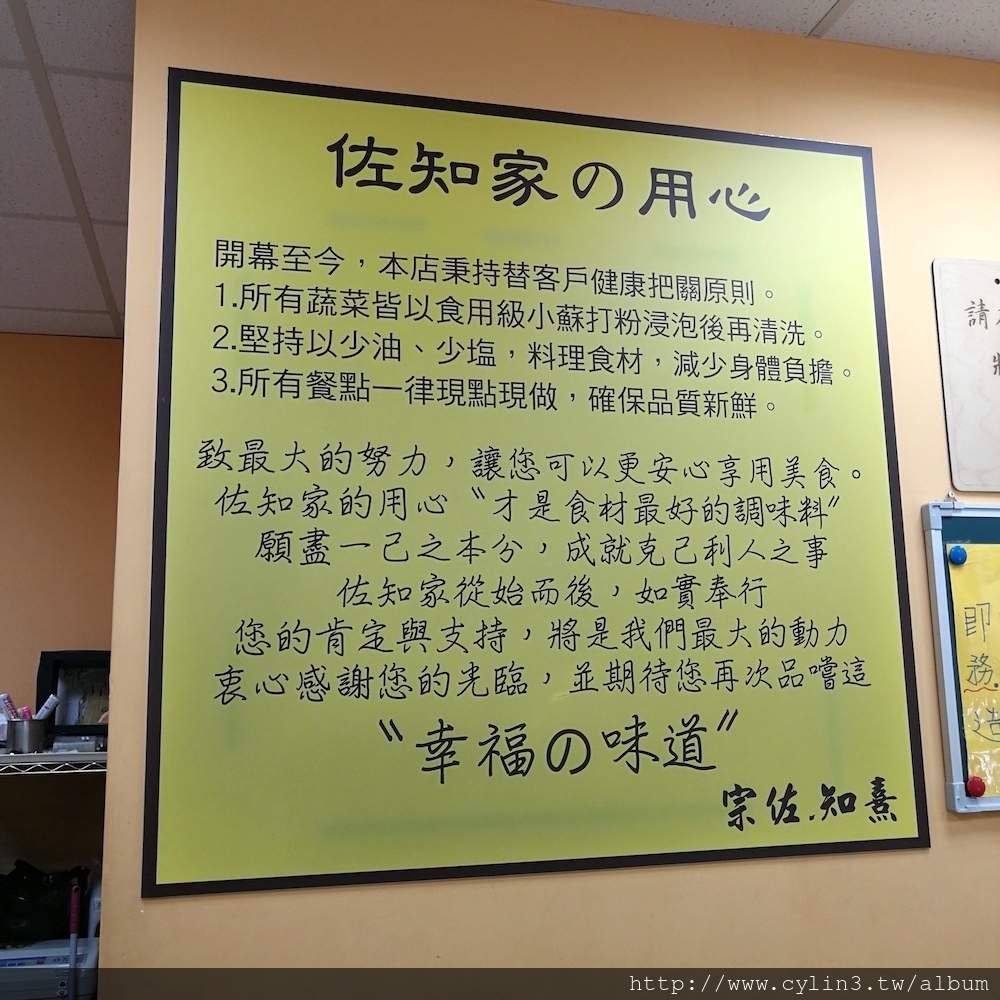 佐知家の用心
開幕至今，本店秉持替客戶健康把關原則。
1.所有蔬菜皆以食用級小蘇打粉浸泡後再清洗。
2.堅持以少油、少塩，料理食材，減少身體負擔。
3.所有餐點一律現點現做，確保品質新鮮。
致最大的努力，讓您可以更安心享用美食。
佐知家的用心〝才是食材最好的調味料〞
願盡一己之本分，成就克己利人之事
佐知家從始而後，如實奉行
您的肯定與支持，將是我們最大的動力
衷心感謝您的光臨，並期待您再次品嚐這
〝幸福の味道〞
宗佐.知熹
請
即
務
造
http://www.cylin3.tw/album